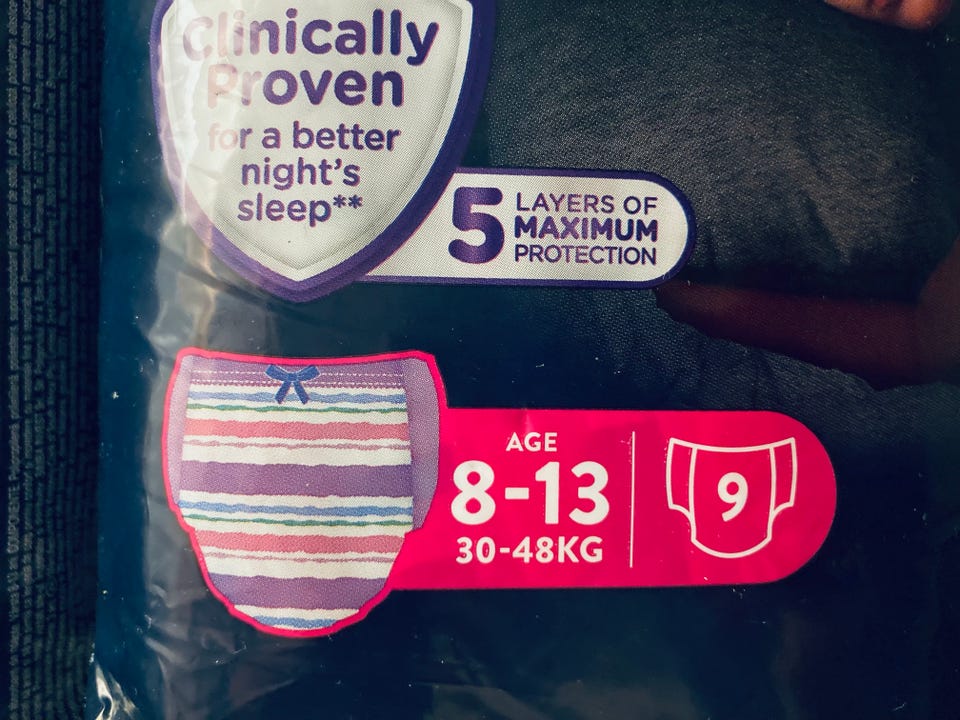 Clinically
Proven
for a better
night's
sleep**
5
LAYERS OF
MAXIMUM
PROTECTION
AGE
8-13
30-48KG
9